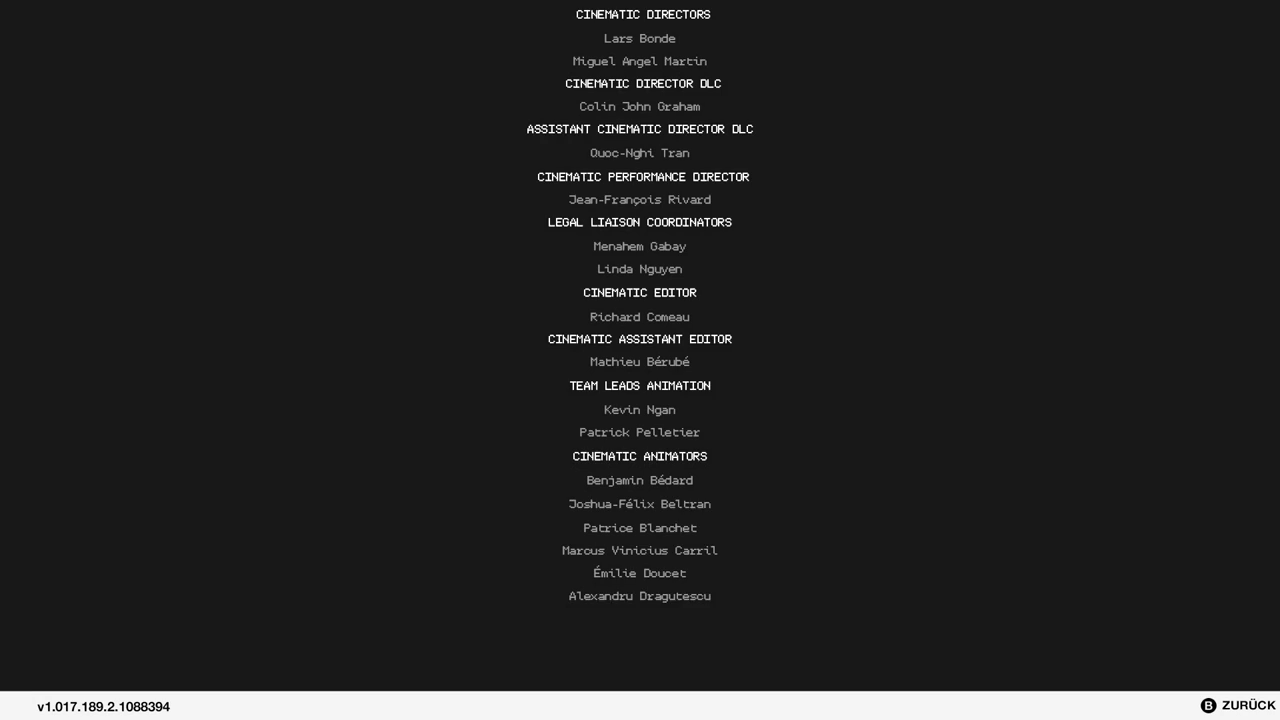 CINEMATIC DIRECTORS
Lars Bonde
Miguel Angel Martin
CINEMATIC DIRECTOR DLC
Colin John Graham
ASSISTANT CINEMATIC DIRECTOR DLC
Quoc-Nghi Tran
CINEMATIC PERFORMANCE DIRECTOR
Jean-François Rivard
LEGAL LIAISON COORDINATORS
Menahem Gabay
Linda Nguyen
CINEMATIC EDITOR
Richard Comeau
CINEMATIC ASSISTANT EDITOR
Mathieu Bérubé
TEAM LEADS ANIMATION
Kevin Ngan
Patrick Pelletier
CINEMATIC ANIMATORS
Benjamin Bédard
Joshua-Félix Beltran
Patrice Blanchet
Marcus Vinicius Carril
Émilie Doucet
Alexandru Dragutescu
v1.017.189.2.1088394
B ZURÜCK